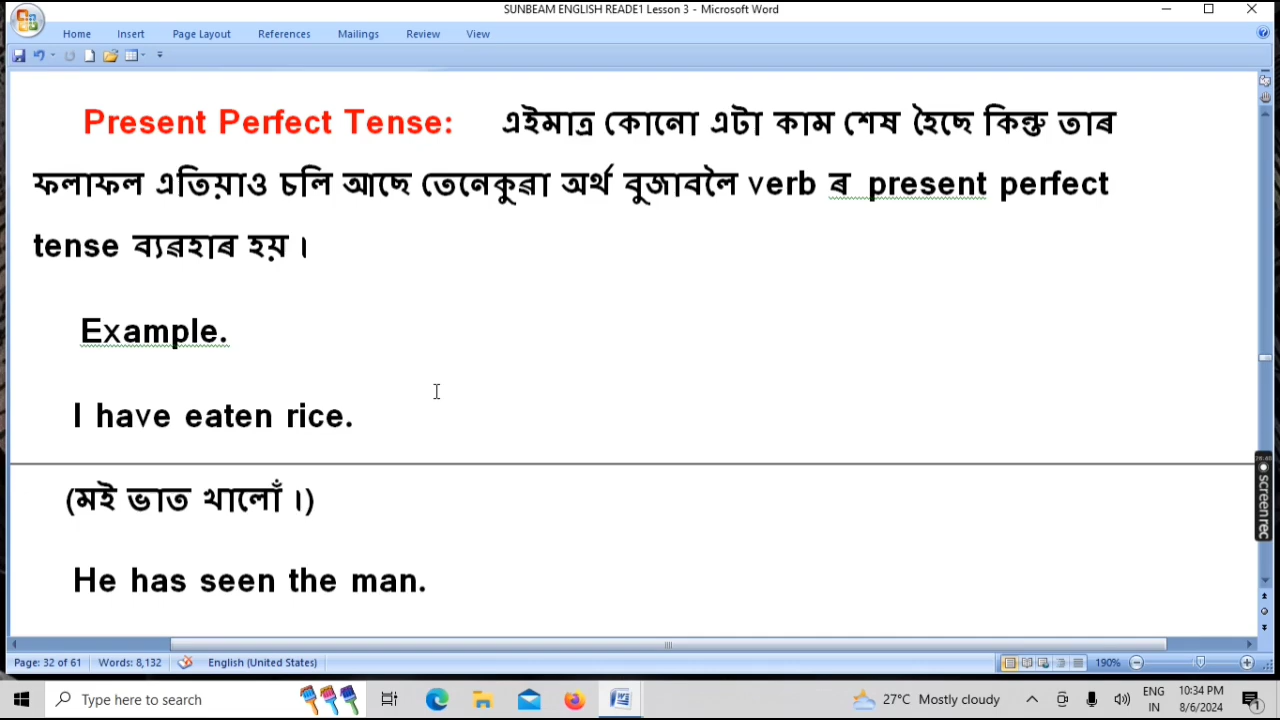 SUNBEAM ENGLISH READE1 Lesson 3 - Microsoft Word
Home Insert Page Layout References Mailings Review View
Present Perfect Tense: এইমাত্ৰ কোনো এটা কাম শেষ হৈছে কিন্তু তাৰ
ফলাফল এতিয়াও চলি আছে তেনেকুৱা অৰ্থ বুজাবলৈ verb ৰ present perfect
tense ব্যৱহাৰ হয় ।
Example.
I have eaten rice.
(মই ভাত খালোঁ ।)
He has seen the man.
screen rec
Page: 32 of 61 Words: 8,132 English (United States) 190%
Type here to search 27°C Mostly cloudy ENG IN 10:34 PM 8/6/2024 1